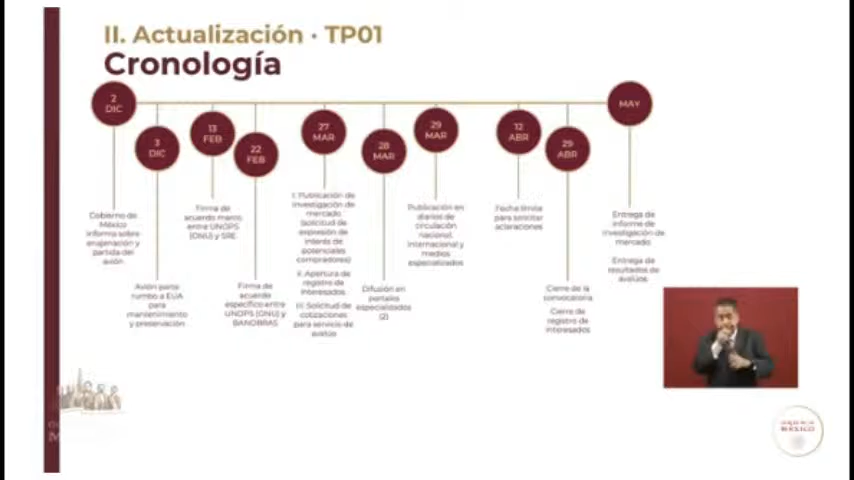 II. Actualización · TP01
Cronología
2
DIC
3
DIC
13
FEB
22
FEB
27
MAR
28
MAR
29
MAR
12
ABR
29
ABR
MAY
Gobierno de
México
informa sobre
enajenación y
partida del
avión
Avión parte
rumbo a EUA
para
mantenimiento
y preservación
Firma de
acuerdo marco
entre UNOPS
(ONU) y SRE
Firma de
acuerdo
específico entre
UNOPS (ONU) y
BANOBRAS
I. Publicación de
investigación de
mercado
(solicitud de
expresión de
interés de
potenciales
compradores)
II. Apertura de
registro de
interesados
III. Solicitud de
cotizaciones
para servicio de
avalúo
Difusión en
portales
especializados
(2)
Publicación en
diarios de
circulación
nacional,
internacional y
medios
especializados
Fecha límite
para solicitar
aclaraciones
Cierre de la
convocatoria
Cierre de
registro de
interesados
Entrega de
informe de
investigación de
mercado
Entrega de
resultados de
avalúos
MÉXICO